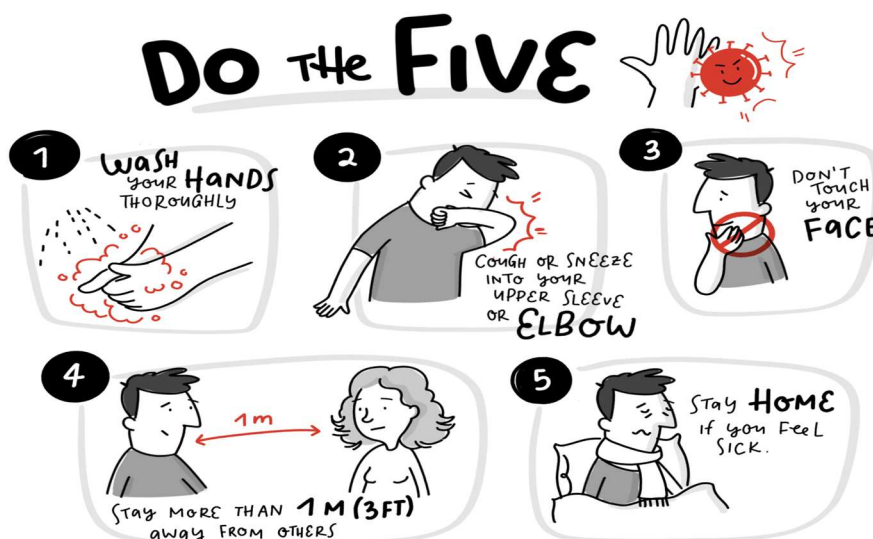 DO THE FIVE
1
WASH
YOUR HANDS
THOROUGHLY
2
COUGH OR SNEEZE
INTO YOUR
UPPER SLEEVE
OR ELBOW
3
DON'T
TOUCH
YOUR
FACE
4
1m
STAY MORE THAN 1 M (3FT)
AWAY FROM OTHERS
5
STAY HOME
IF YOU FEEL
SICK.